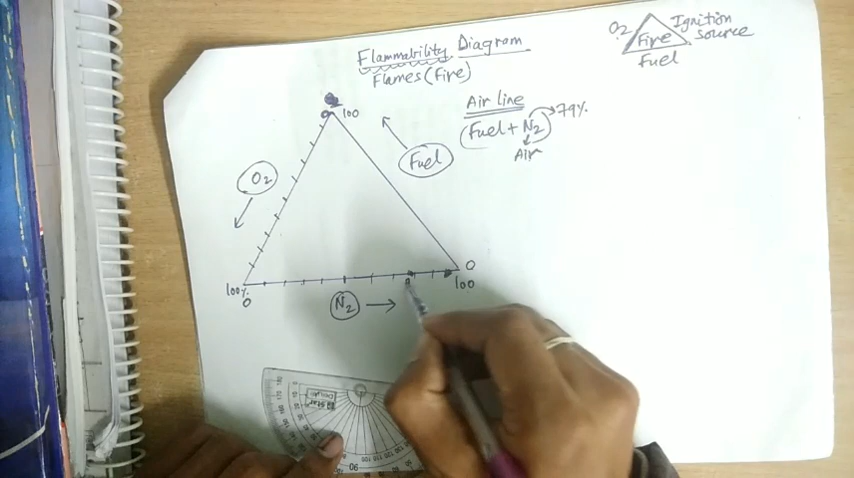 Flammability Diagram
Flames (Fire)
O2
Ignition
source
Fire
Fuel
Air line
(Fuel + N2)
79%
Air
100
Fuel
O2
100%
0
N2
0
100